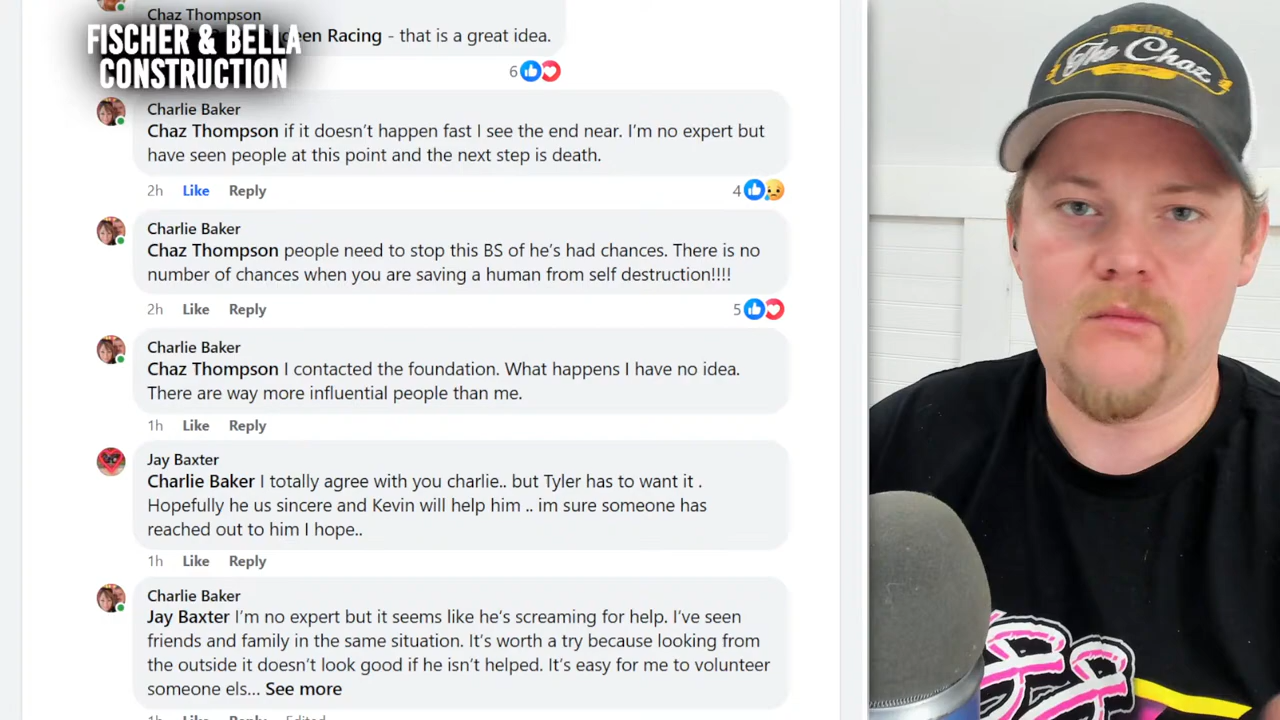 Chaz Thompson
een Racing - that is a great idea.
FISCHER & BELLA
CONSTRUCTION
6
Charlie Baker
Chaz Thompson if it doesn’t happen fast I see the end near. I’m no expert but
have seen people at this point and the next step is death.
2h Like Reply 4
Charlie Baker
Chaz Thompson people need to stop this BS of he’s had chances. There is no
number of chances when you are saving a human from self destruction!!!!
2h Like Reply 5
Charlie Baker
Chaz Thompson I contacted the foundation. What happens I have no idea.
There are way more influential people than me.
1h Like Reply
Jay Baxter
Charlie Baker I totally agree with you charlie.. but Tyler has to want it .
Hopefully he us sincere and Kevin will help him .. im sure someone has
reached out to him I hope..
1h Like Reply
Charlie Baker
Jay Baxter I’m no expert but it seems like he’s screaming for help. I’ve seen
friends and family in the same situation. It’s worth a try because looking from
the outside it doesn’t look good if he isn’t helped. It’s easy for me to volunteer
someone els... See more
1h Like Reply Edited
LONG LIVE
The Chaz